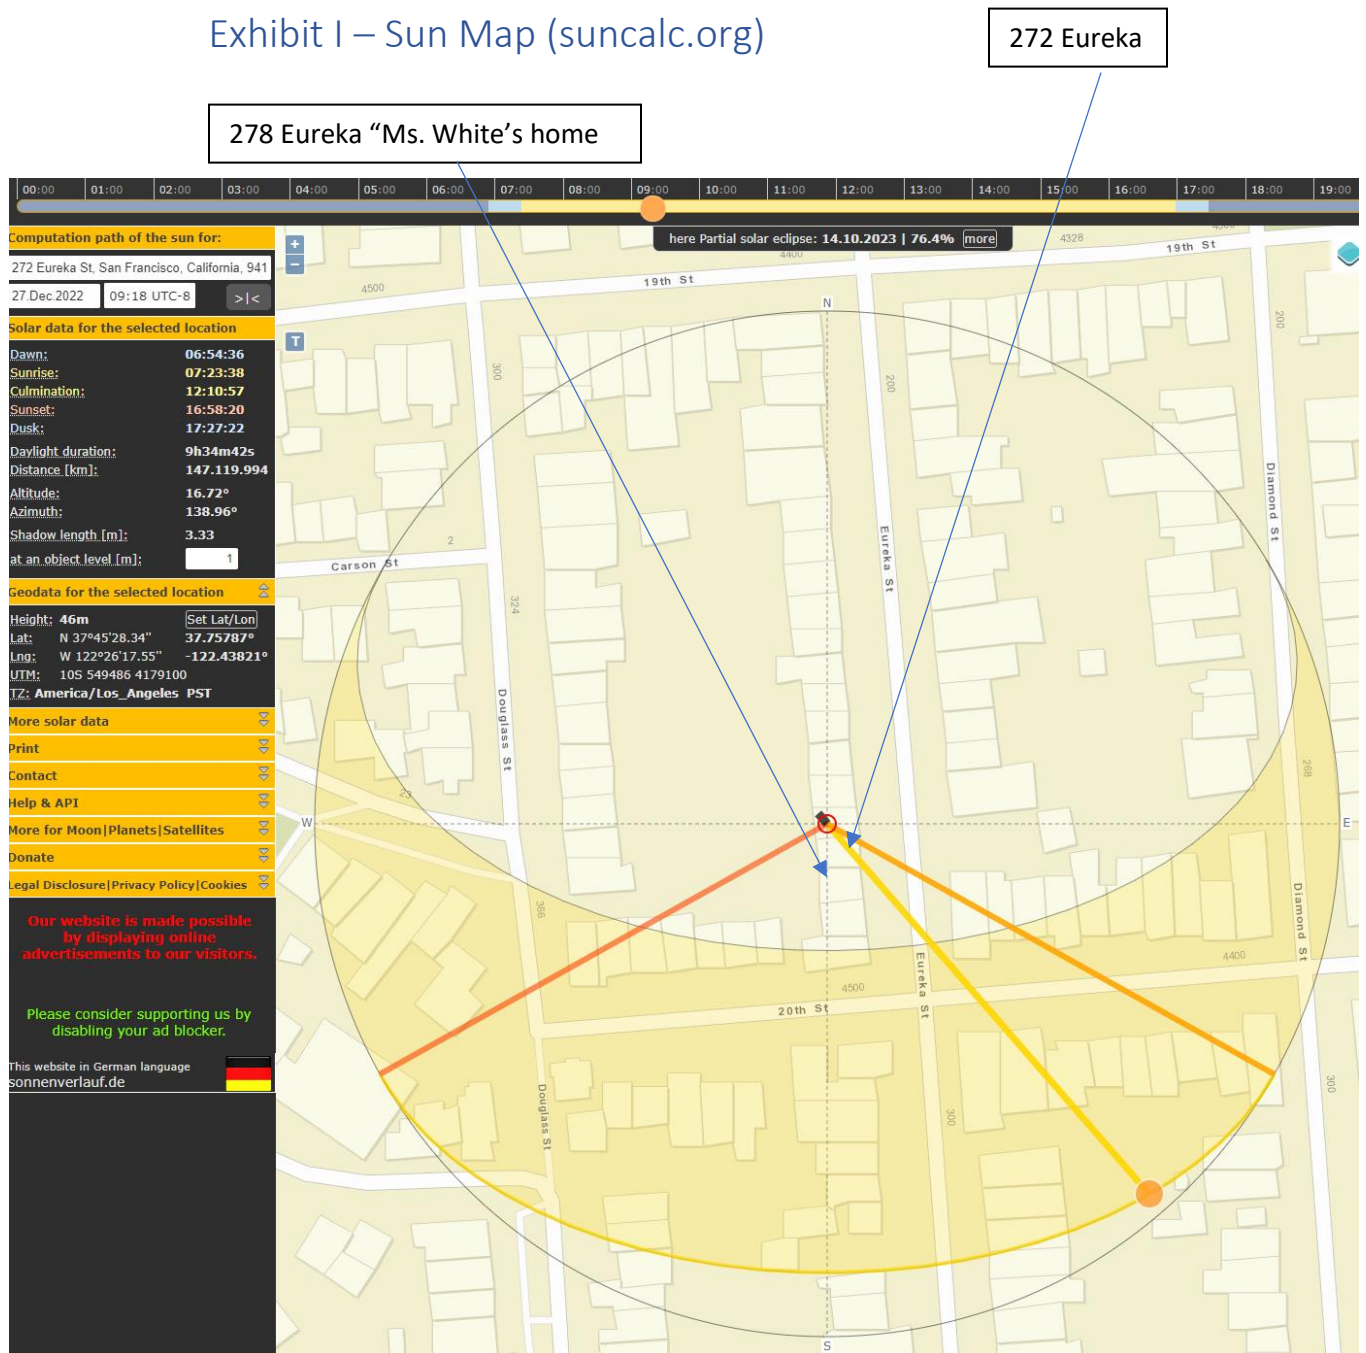 Exhibit I – Sun Map (suncalc.org)
272 Eureka
278 Eureka “Ms. White’s home
00:00 01:00 02:00 03:00 04:00 05:00 06:00 07:00 08:00 09:00 10:00 11:00 12:00 13:00 14:00 15:00 16:00 17:00 18:00 19:00
Computation path of the sun for:
272 Eureka St, San Francisco, California, 941
27.Dec.2022 09:18 UTC-8 >|<
Solar data for the selected location
Dawn: 06:54:36
Sunrise: 07:23:38
Culmination: 12:10:57
Sunset: 16:58:20
Dusk: 17:27:22
Daylight duration: 9h34m42s
Distance [km]: 147.119.994
Altitude: 16.72°
Azimuth: 138.96°
Shadow length [m]: 3.33
at an object level [m]: 1
Geodata for the selected location
Height: 46m Set Lat/Lon
Lat: N 37°45'28.34" 37.75787°
Lng: W 122°26'17.55" -122.43821°
UTM: 10S 549486 4179100
TZ: America/Los_Angeles PST
More solar data
Print
Contact
Help & API
More for Moon|Planets|Satellites
Donate
Legal Disclosure|Privacy Policy|Cookies
Our website is made possible
by displaying online
advertisements to our visitors.
Please consider supporting us by
disabling your ad blocker.
This website in German language
sonnenverlauf.de
+
−
T
here Partial solar eclipse: 14.10.2023 | 76.4% more
4328
19th St
4400
19th St
4500
N
200
300
200
Diamond St
Eureka St
2
Carson St
324
Douglass St
268
23
W
E
366
Diamond St
Eureka St
4400
4500
20th St
300
Douglass St
300
S